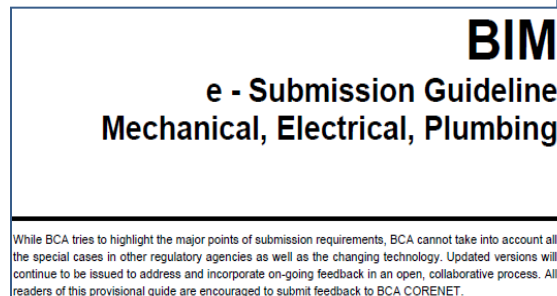 BIM
e - Submission Guideline
Mechanical, Electrical, Plumbing
While BCA tries to highlight the major points of submission requirements, BCA cannot take into account all
the special cases in other regulatory agencies as well as the changing technology. Updated versions will
continue to be issued to address and incorporate on-going feedback in an open, collaborative process. All
readers of this provisional guide are encouraged to submit feedback to BCA CORENET.